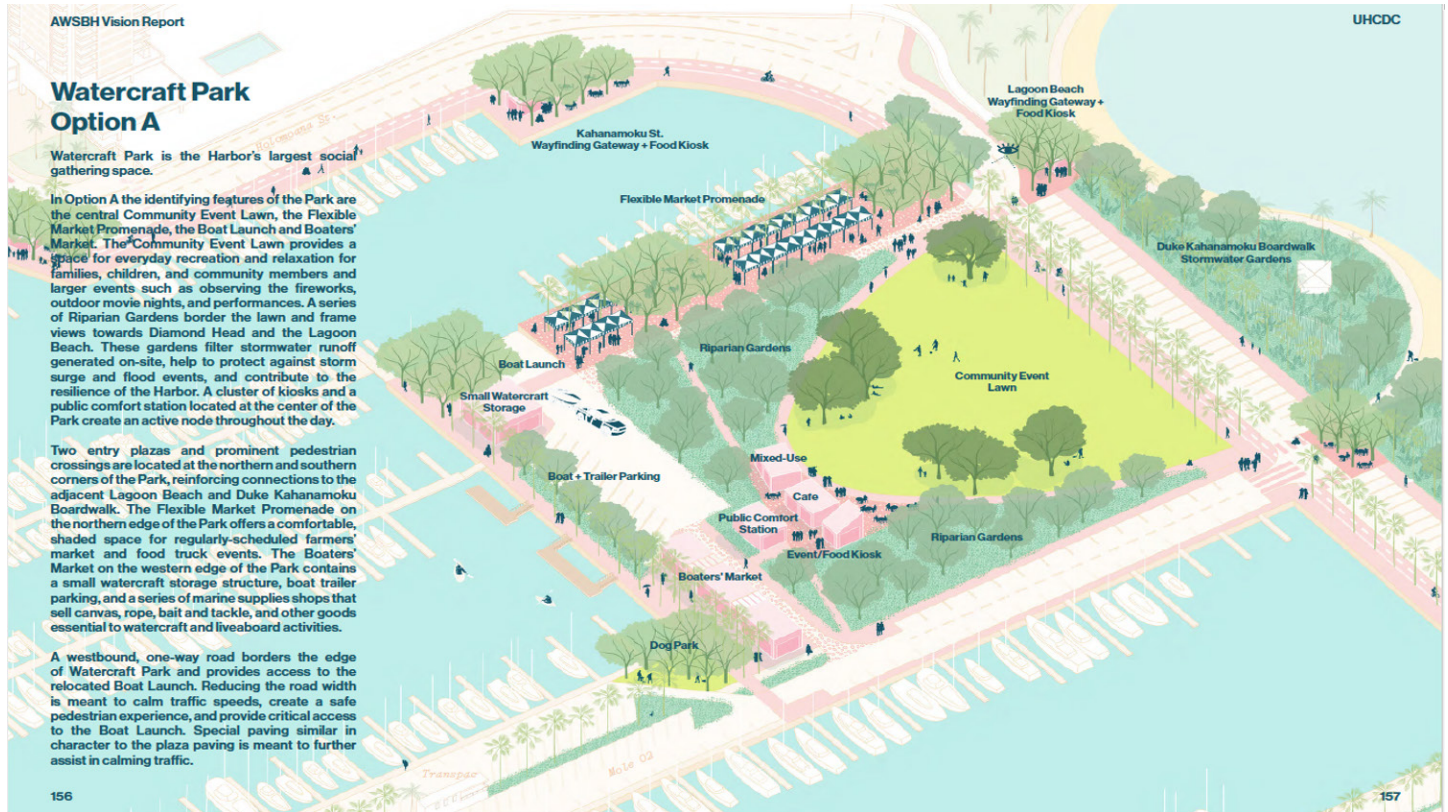 AWSBH Vision Report
UHCDC
Watercraft Park
Option A
Watercraft Park is the Harbor's largest social
gathering space.
In Option A the identifying features of the Park are
the central Community Event Lawn, the Flexible
Market Promenade, the Boat Launch and Boaters'
Market. The Community Event Lawn provides a
space for everyday recreation and relaxation for
families, children, and community members and
larger events such as observing the fireworks,
outdoor movie nights, and performances. A series
of Riparian Gardens border the lawn and frame
views towards Diamond Head and the Lagoon
Beach. These gardens filter stormwater runoff
generated on-site, help to protect against storm
surge and flood events, and contribute to the
resilience of the Harbor. A cluster of kiosks and a
public comfort station located at the center of the
Park create an active node throughout the day.
Two entry plazas and prominent pedestrian
crossings are located at the northern and southern
corners of the Park, reinforcing connections to the
adjacent Lagoon Beach and Duke Kahanamoku
Boardwalk. The Flexible Market Promenade on
the northern edge of the Park offers a comfortable,
shaded space for regularly-scheduled farmers'
market and food truck events. The Boaters'
Market on the western edge of the Park contains
a small watercraft storage structure, boat trailer
parking, and a series of marine supplies shops that
sell canvas, rope, bait and tackle, and other goods
essential to watercraft and liveaboard activities.
A westbound, one-way road borders the edge
of Watercraft Park and provides access to the
relocated Boat Launch. Reducing the road width
is meant to calm traffic speeds, create a safe
pedestrian experience, and provide critical access
to the Boat Launch. Special paving similar in
character to the plaza paving is meant to further
assist in calming traffic.
Holomoana St.
Kahanamoku St.
Wayfinding Gateway + Food Kiosk
Lagoon Beach
Wayfinding Gateway +
Food Kiosk
Flexible Market Promenade
Duke Kahanamoku Boardwalk
Stormwater Gardens
Riparian Gardens
Boat Launch
Community Event
Lawn
Small Watercraft
Storage
Mixed-Use
Boat + Trailer Parking
Cafe
Public Comfort
Station
Riparian Gardens
Event/Food Kiosk
Boaters' Market
Dog Park
Mole 02
Transpac
156
157